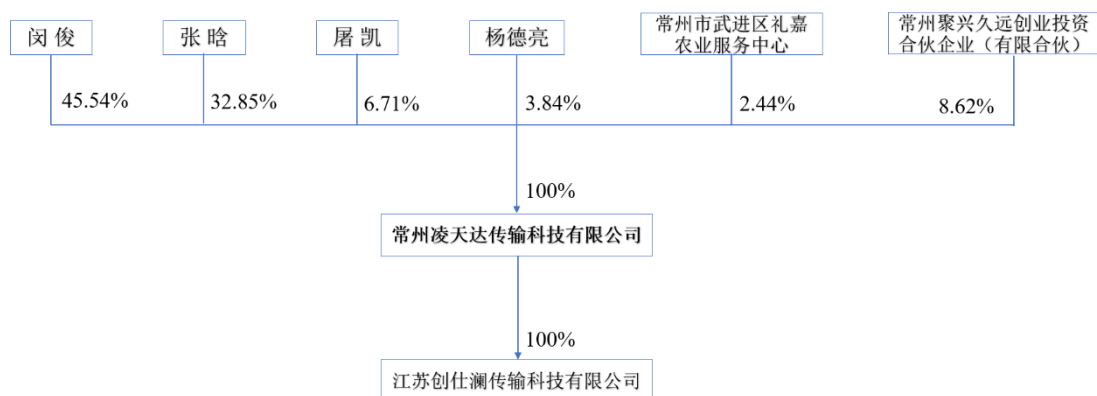 闵 俊
张 晗
屠 凯
杨德亮
常州市武进区礼嘉
农业服务中心
常州聚兴久远创业投资
合伙企业（有限合伙）
45.54%
32.85%
6.71%
3.84%
2.44%
8.62%
100%
常州凌天达传输科技有限公司
100%
江苏创仕澜传输科技有限公司